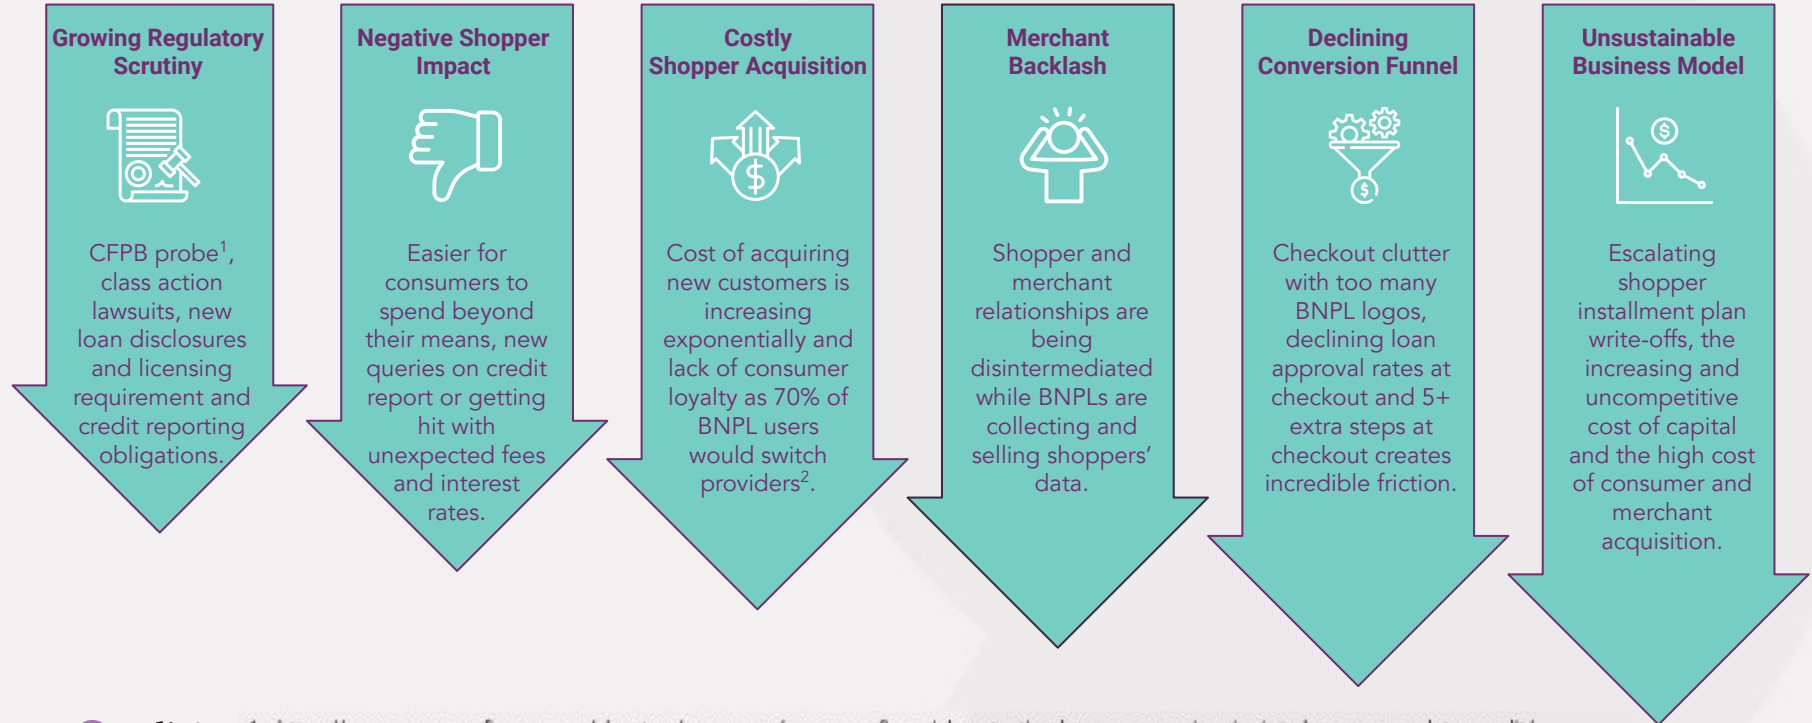 Growing Regulatory
Scrutiny
CFPB probe1,
class action
lawsuits, new
loan disclosures
and licensing
requirement and
credit reporting
obligations.
Negative Shopper
Impact
Easier for
consumers to
spend beyond
their means, new
queries on credit
report or getting
hit with
unexpected fees
and interest
rates.
Costly
Shopper Acquisition
$
Cost of acquiring
new customers is
increasing
exponentially and
lack of consumer
loyalty as 70% of
BNPL users
would switch
providers2.
Merchant
Backlash
Shopper and
merchant
relationships are
being
disintermediated
while BNPLs are
collecting and
selling shoppers’
data.
Declining
Conversion Funnel
$
Checkout clutter
with too many
BNPL logos,
declining loan
approval rates at
checkout and 5+
extra steps at
checkout creates
incredible friction.
Unsustainable
Business Model
$
Escalating
shopper
installment plan
write-offs, the
increasing and
uncompetitive
cost of capital
and the high cost
of consumer and
merchant
acquisition.